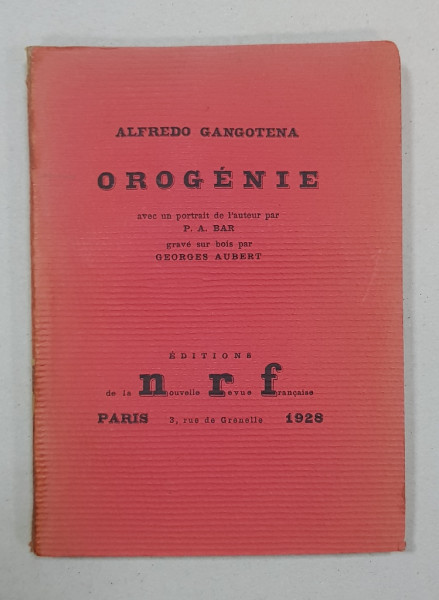 ALFREDO GANGOTENA
OROGÉNIE
avec un portrait de l'auteur par
P. A. BAR
gravé sur bois par
GEORGES AUBERT
ÉDITIONS
de la nouvelle revue française
PARIS 3, rue de Grenelle 1928